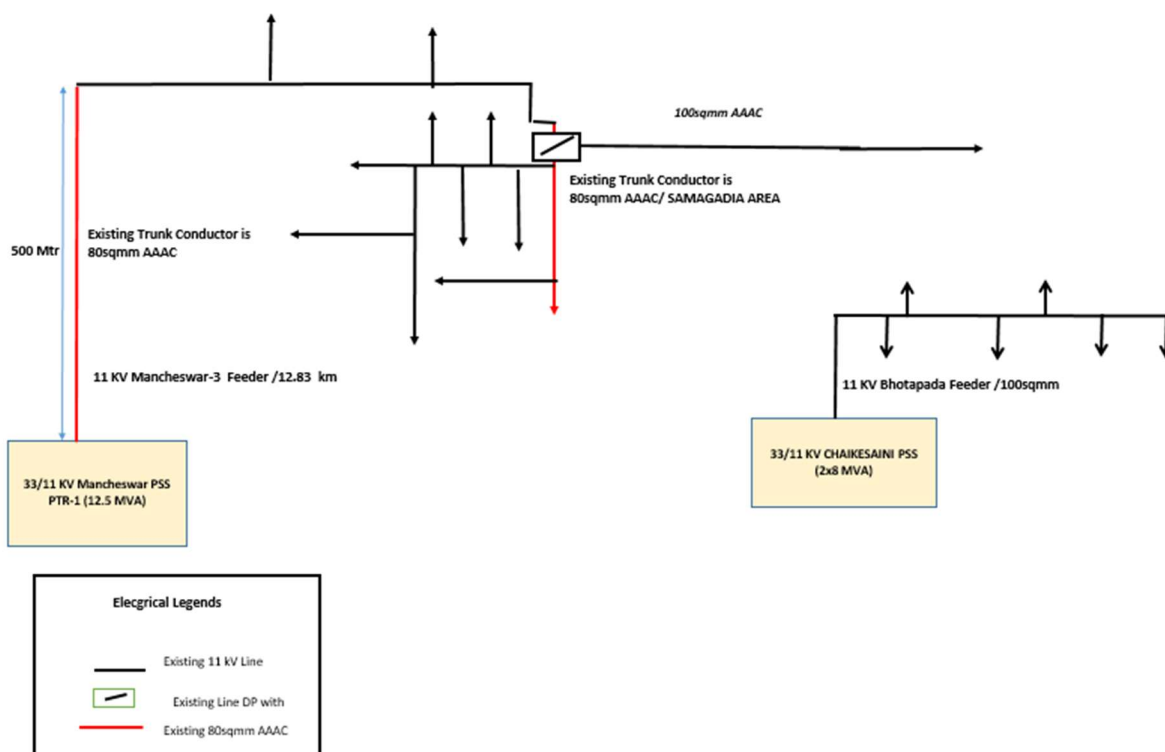 100sqmm AAAC
Existing Trunk Conductor is
80sqmm AAAC/ SAMAGADIA AREA
Existing Trunk Conductor is
80sqmm AAAC
500 Mtr
11 KV Mancheswar-3 Feeder /12.83 km
11 KV Bhotapada Feeder /100sqmm
33/11 KV Mancheswar PSS
PTR-1 (12.5 MVA)
33/11 KV CHAIKESAINI PSS
(2x8 MVA)
Elecgrical Legends
Existing 11 kV Line
Existing Line DP with
Existing 80sqmm AAAC